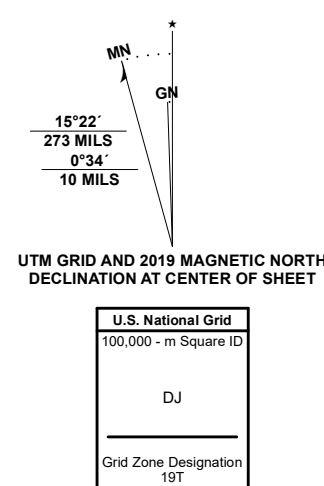 ★
MN
GN
15°22´
273 MILS
0°34´
10 MILS
UTM GRID AND 2019 MAGNETIC NORTH
DECLINATION AT CENTER OF SHEET
U.S. National Grid
100,000 - m Square ID
DJ
Grid Zone Designation
19T